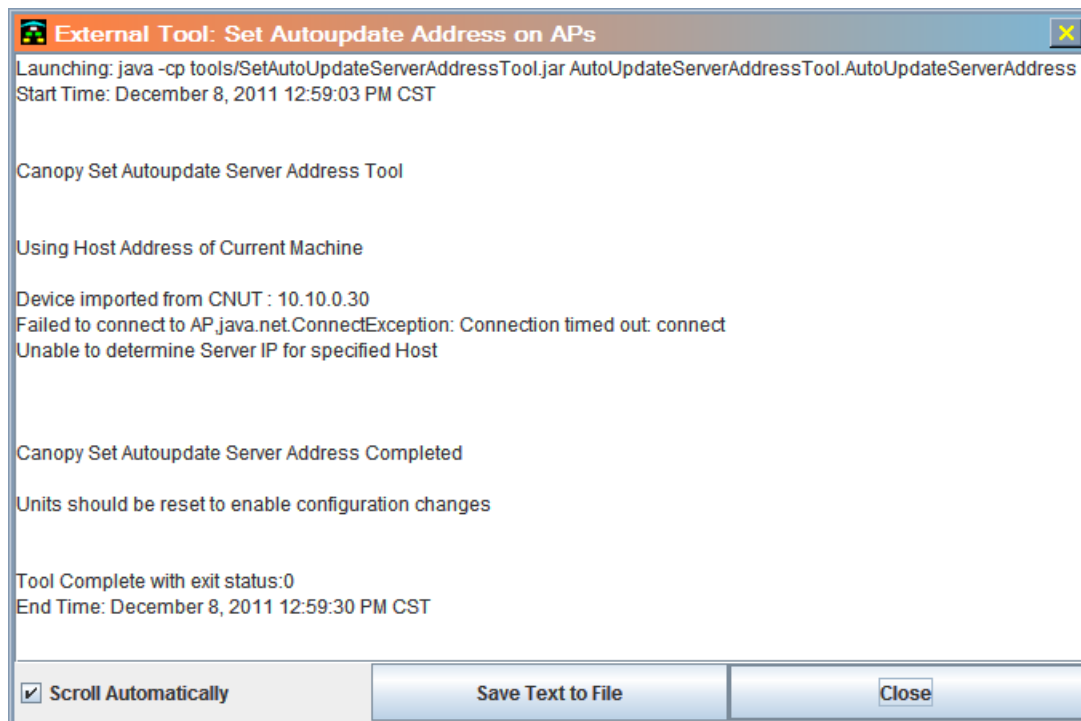 External Tool: Set Autoupdate Address on APs
Launching: java -cp tools/SetAutoUpdateServerAddressTool.jar AutoUpdateServerAddressTool.AutoUpdateServerAddress
Start Time: December 8, 2011 12:59:03 PM CST
Canopy Set Autoupdate Server Address Tool
Using Host Address of Current Machine
Device imported from CNUT : 10.10.0.30
Failed to connect to AP,java.net.ConnectException: Connection timed out: connect
Unable to determine Server IP for specified Host
Canopy Set Autoupdate Server Address Completed
Units should be reset to enable configuration changes
Tool Complete with exit status:0
End Time: December 8, 2011 12:59:30 PM CST
Scroll Automatically
Save Text to File
Close